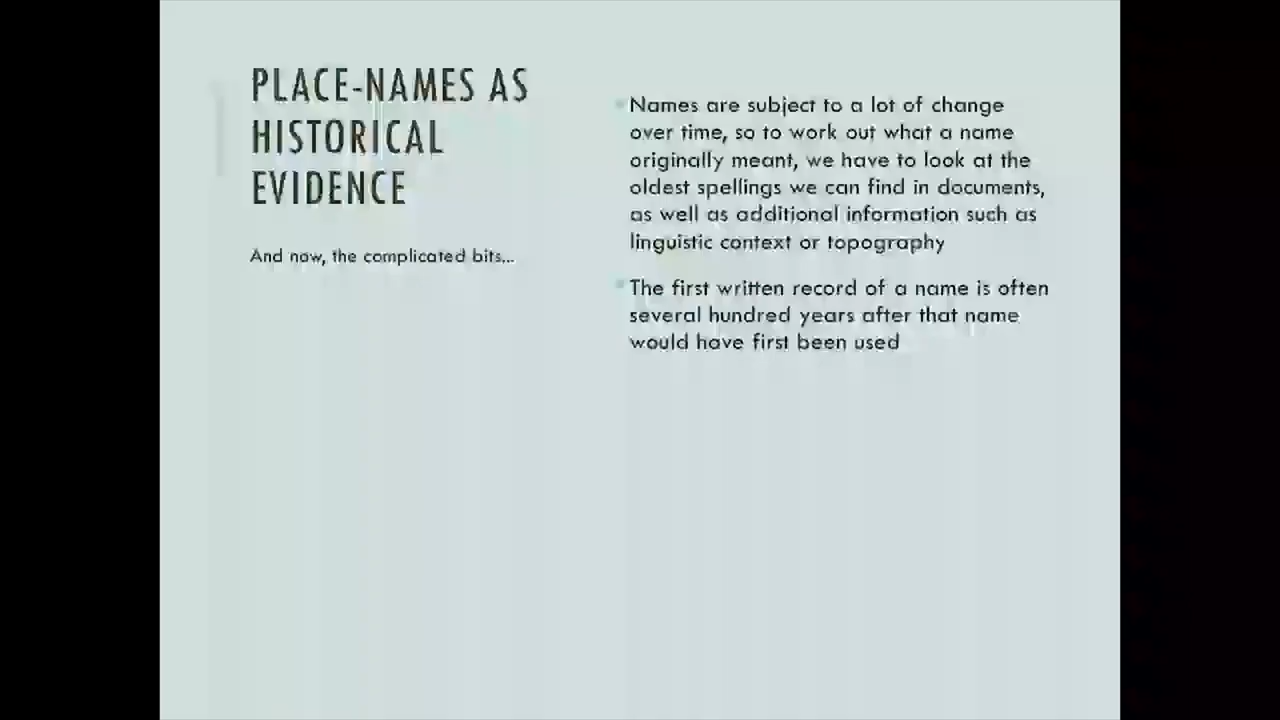 PLACE-NAMES AS
HISTORICAL
EVIDENCE
And now, the complicated bits...
Names are subject to a lot of change
over time, so to work out what a name
originally meant, we have to look at the
oldest spellings we can find in documents,
as well as additional information such as
linguistic context or topography
The first written record of a name is often
several hundred years after that name
would have first been used